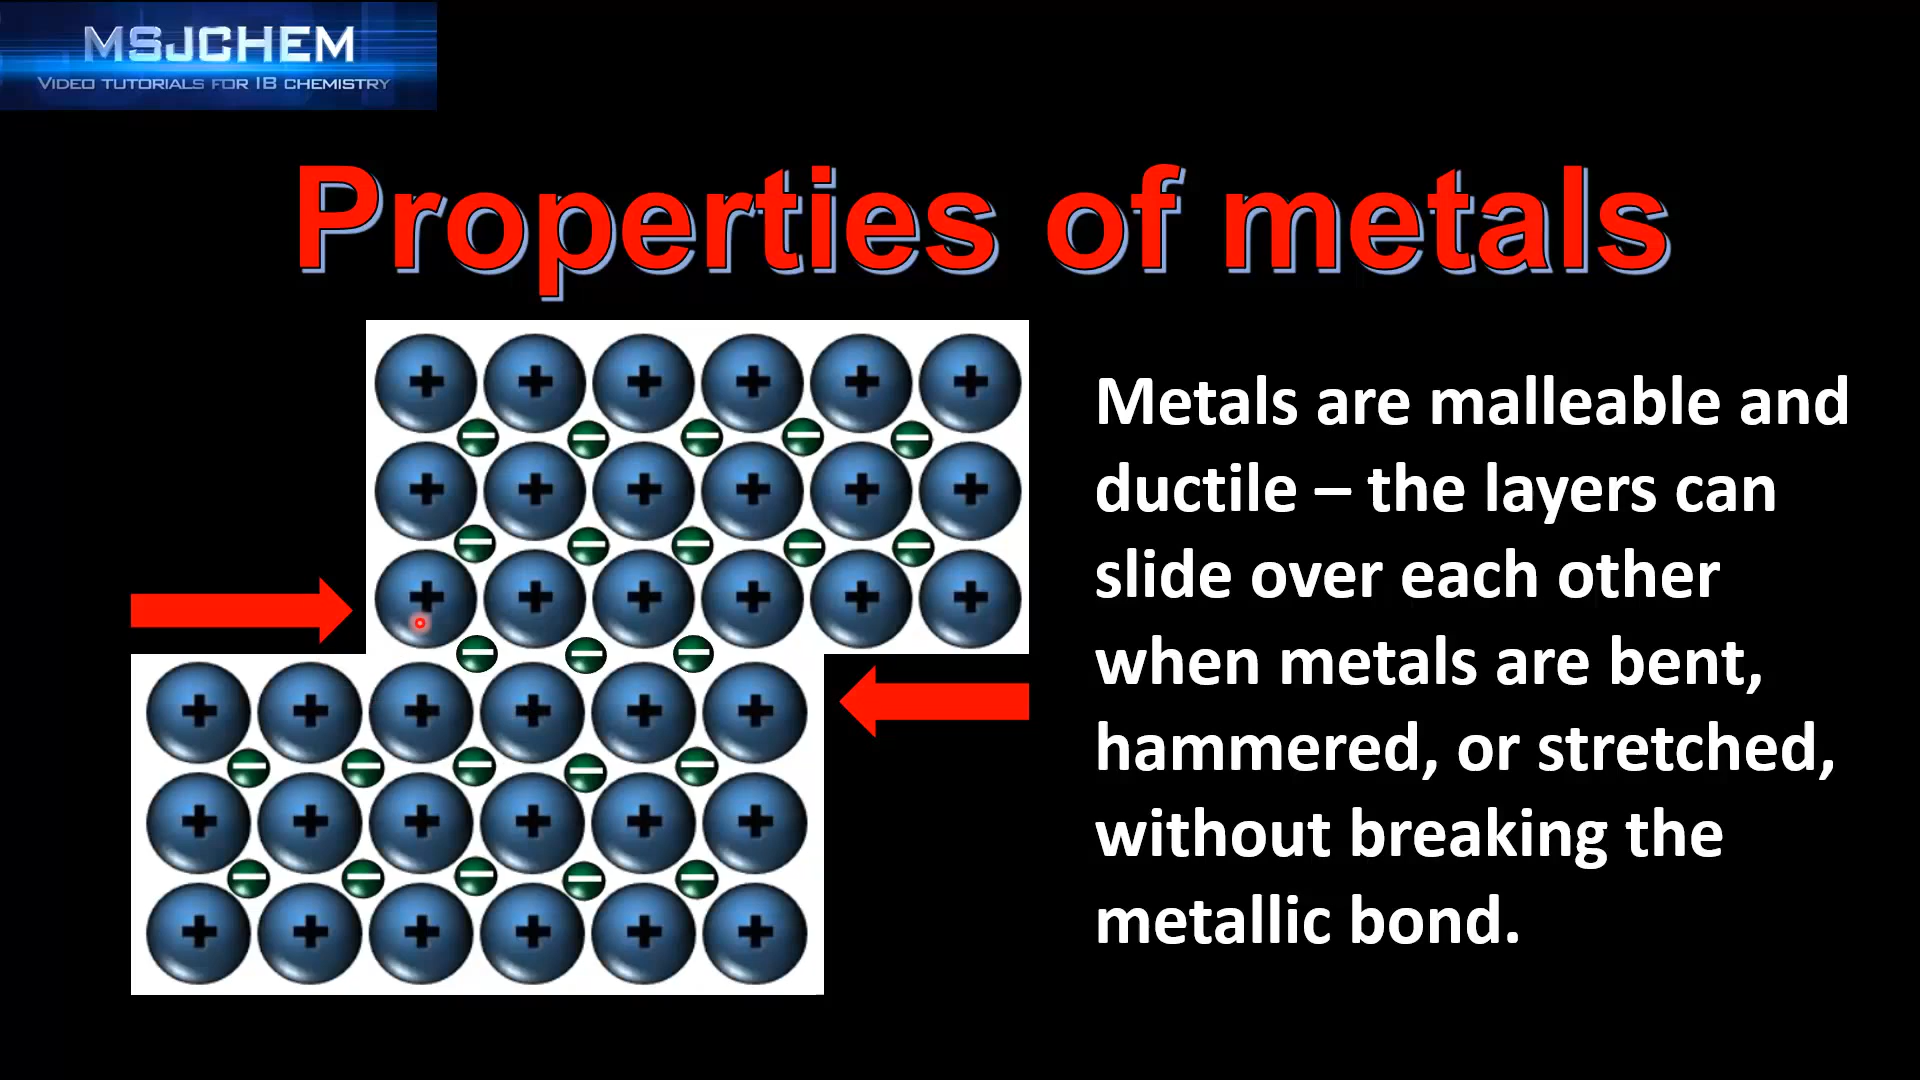 MSJCHEM
VIDEO TUTORIALS FOR IB CHEMISTRY
Properties of metals
+ + + + + +
– – – – –
+ + + + + +
– – – – –
+ + + + + +
– – –
+ + + + + +
– – – – –
+ + + + + +
– – – – –
+ + + + + +
Metals are malleable and
ductile – the layers can
slide over each other
when metals are bent,
hammered, or stretched,
without breaking the
metallic bond.